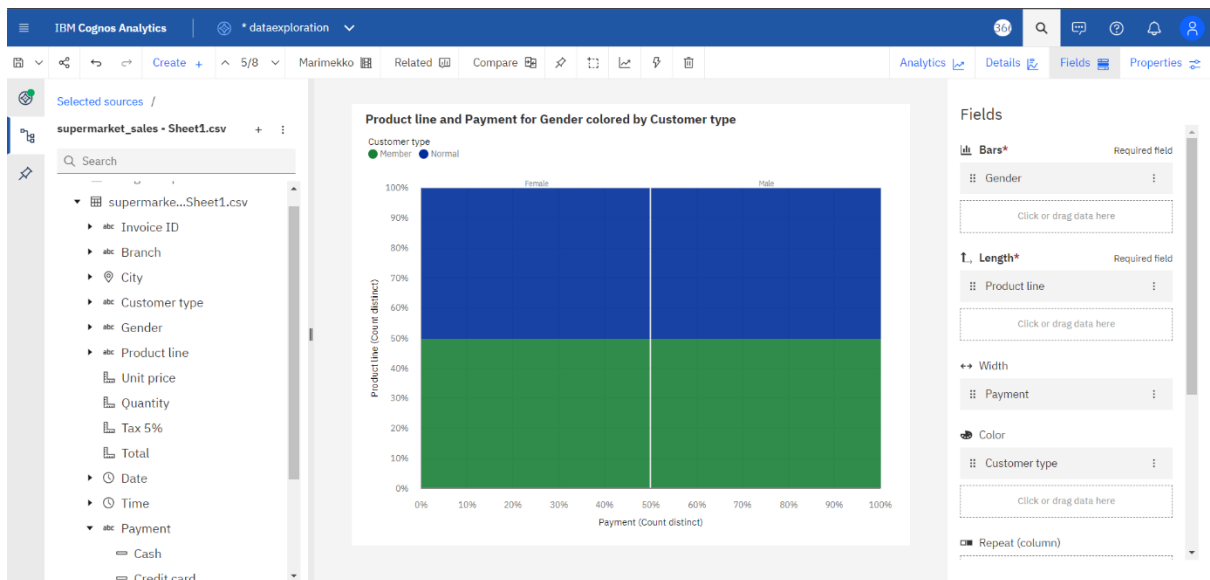 IBM Cognos Analytics
* dataexploration
Create +
5/8
Marimekko
Related
Compare
Analytics
Details
Fields
Properties
Selected sources /
supermarket_sales - Sheet1.csv
Search
supermarke...Sheet1.csv
abc Invoice ID
abc Branch
City
abc Customer type
abc Gender
abc Product line
Unit price
Quantity
Tax 5%
Total
Date
Time
abc Payment
Cash
Credit card
Product line and Payment for Gender colored by Customer type
Customer type
Member Normal
Female
Male
100%
90%
80%
70%
60%
50%
40%
30%
20%
10%
0%
Product line (Count distinct)
0% 10% 20% 30% 40% 50% 60% 70% 80% 90% 100%
Payment (Count distinct)
Fields
Bars* Required field
Gender
Click or drag data here
Length* Required field
Product line
Click or drag data here
Width
Payment
Color
Customer type
Click or drag data here
Repeat (column)